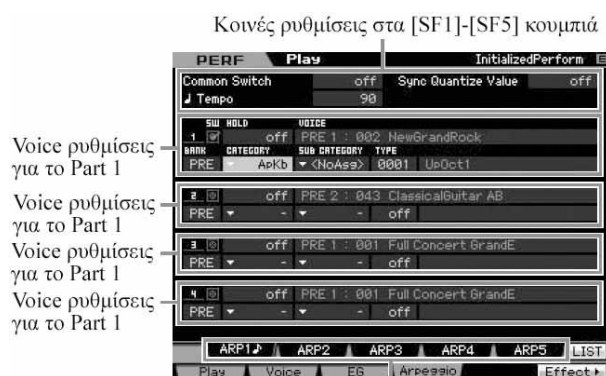 Κοινές ρυθμίσεις στα [SF1]-[SF5] κουμπιά
PERF Play InitializedPerform
Common Switch off Sync Quantize Value off
♩ Tempo 90
SW HOLD VOICE
1 off PRE 1 : 002 NewGrandRock
BANK CATEGORY SUB CATEGORY TYPE
PRE ApKb <NoAsg> 0001 UpOct1
Voice ρυθμίσεις
για το Part 1
2 off PRE 2 : 043 ClassicalGuitar AB
PRE - - off
Voice ρυθμίσεις
για το Part 1
3 off PRE 1 : 001 Full Concert GrandE
PRE - - off
Voice ρυθμίσεις
για το Part 1
4 off PRE 1 : 001 Full Concert GrandE
PRE - - off
Voice ρυθμίσεις
για το Part 1
ARP1♪ ARP2 ARP3 ARP4 ARP5 LIST
Play Voice EG Arpeggio Effect